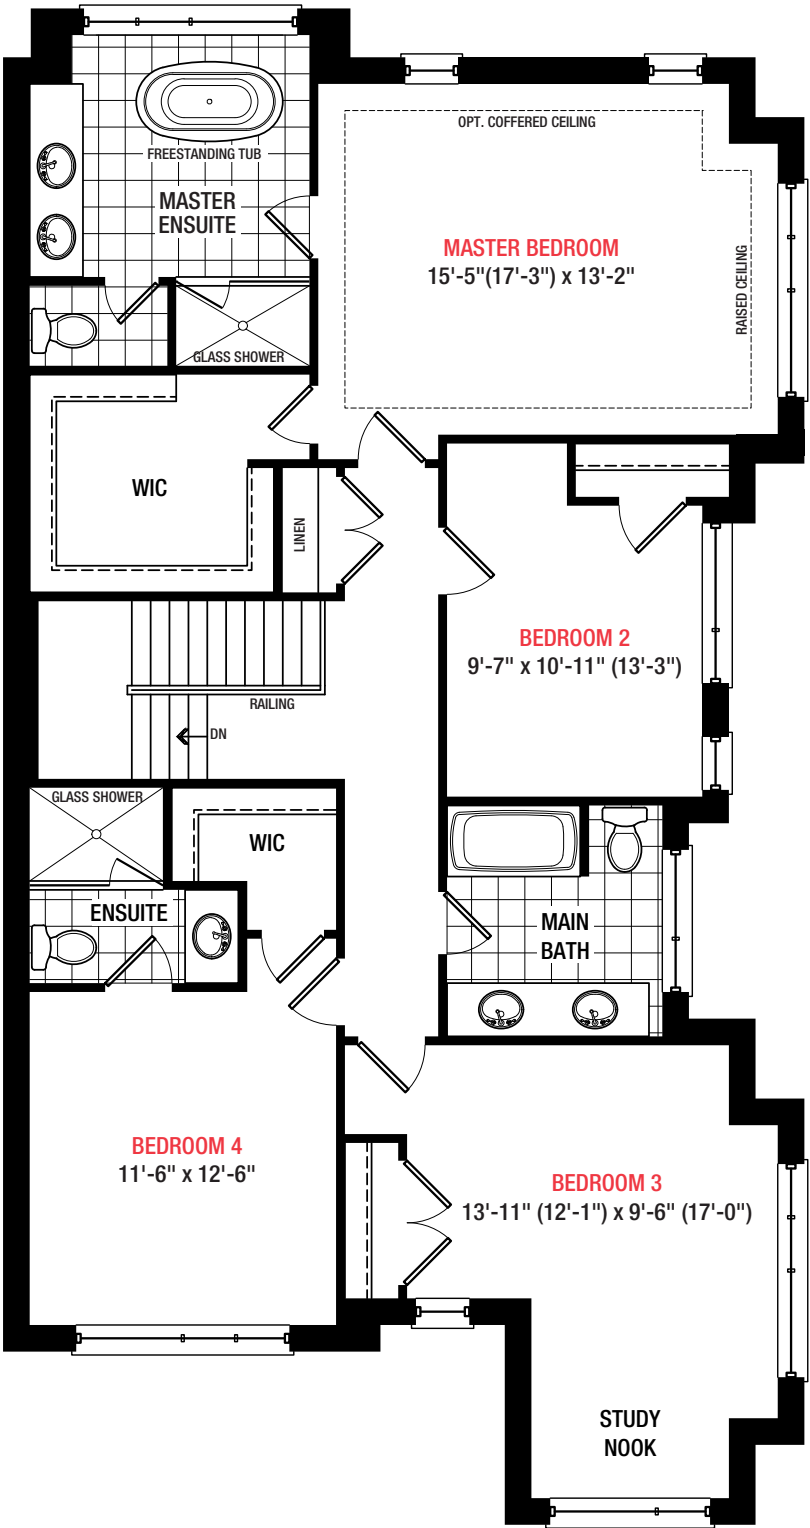 OPT. COFFERED CEILING
FREESTANDING TUB
MASTER
ENSUITE
MASTER BEDROOM
15'-5"(17'-3") x 13'-2"
RAISED CEILING
GLASS SHOWER
WIC
LINEN
BEDROOM 2
9'-7" x 10'-11" (13'-3")
RAILING
DN
GLASS SHOWER
WIC
ENSUITE
MAIN
BATH
BEDROOM 4
11'-6" x 12'-6"
BEDROOM 3
13'-11" (12'-1") x 9'-6" (17'-0")
STUDY
NOOK